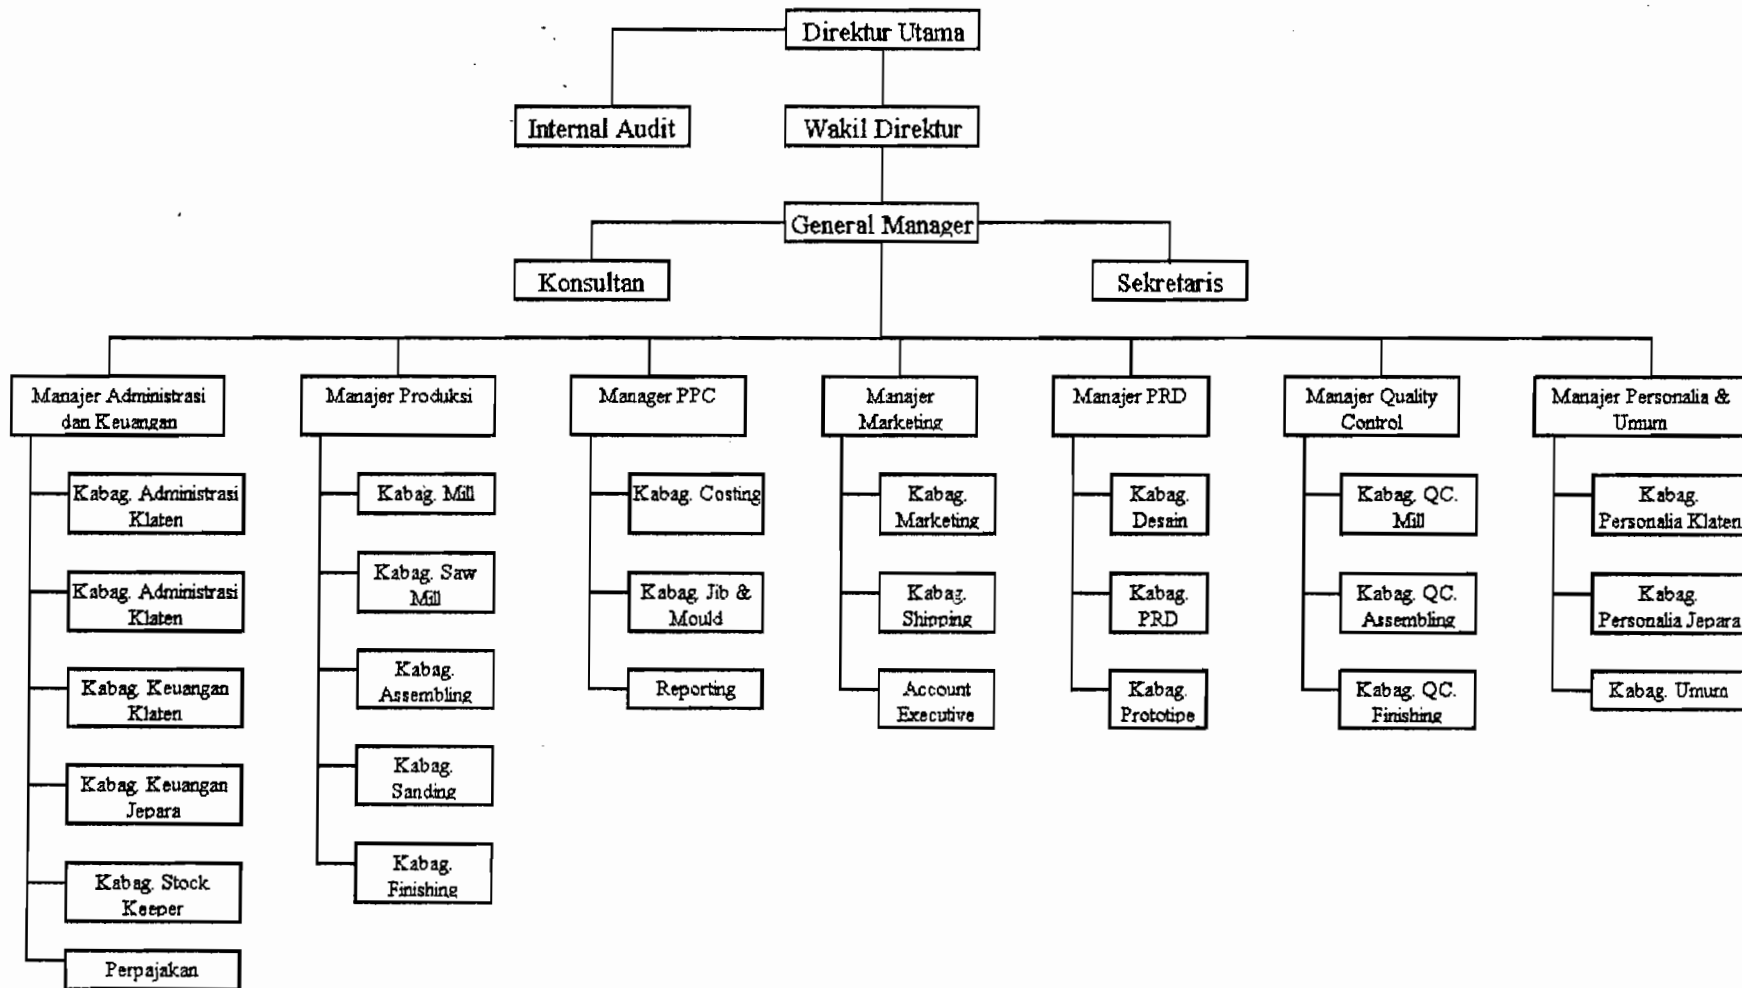 Direktur Utama
Internal Audit
Wakil Direktur
General Manager
Konsultan
Sekretaris
Manajer Administrasi
dan Keuangan
Manajer Produksi
Manager PPC
Manajer
Marketing
Manajer PRD
Manajer Quality
Control
Manajer Personalia &
Umum
Kabag. Administrasi
Klaten
Kabag. Administrasi
Klaten
Kabag. Keuangan
Klaten
Kabag. Keuangan
Jepara
Kabag. Stock
Keeper
Perpajakan
Kabag. Mill
Kabag. Saw
Mill
Kabag.
Assembling
Kabag.
Sanding
Kabag.
Finishing
Kabag. Costing
Kabag. Jib &
Mould
Reporting
Kabag.
Marketing
Kabag.
Shipping
Account
Executive
Kabag.
Desain
Kabag.
PRD
Kabag.
Prototipe
Kabag. QC.
Mill
Kabag. QC.
Assembling
Kabag. QC.
Finishing
Kabag.
Personalia Klaten
Kabag.
Personalia Jepara
Kabag. Umum